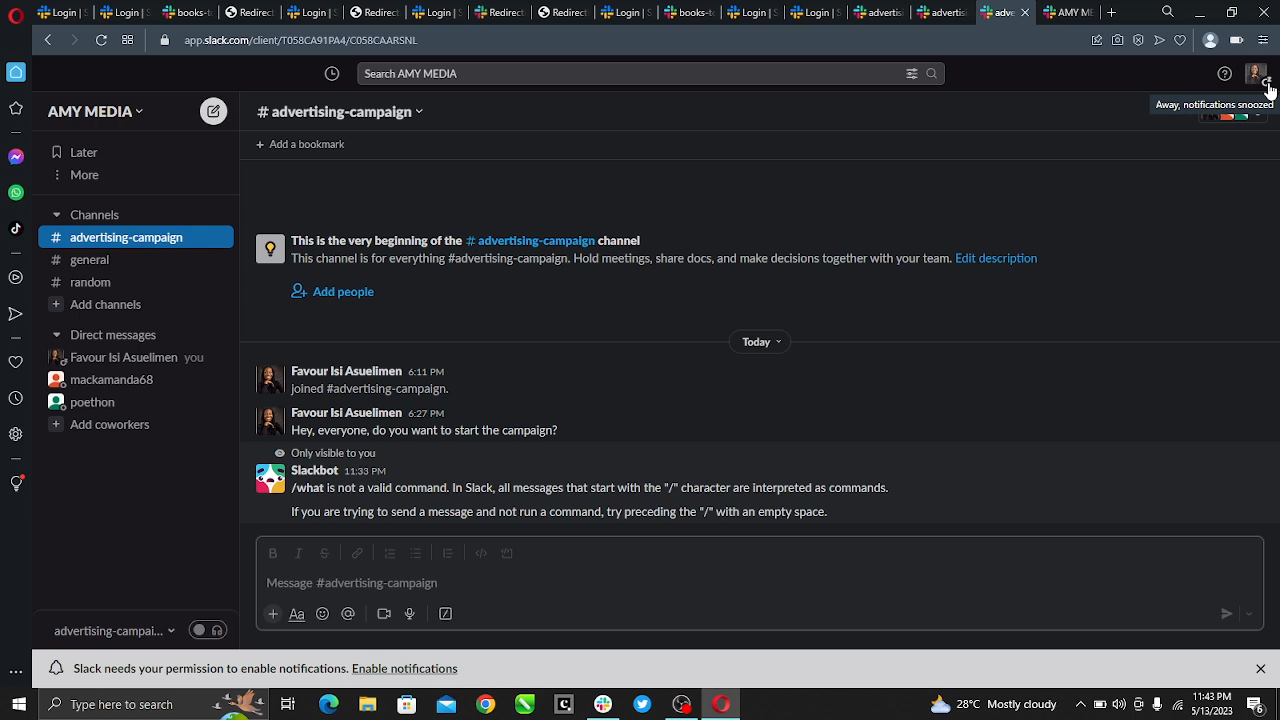 Login | S
Login | S
books-t
Redirect
Login | S
Redirect
Login | S
Redirect
Redirect
Login | S
books-t
Login | S
Login | S
advertis
advertis
adve
AMY ME
app.slack.com/client/T058CA91PA4/C058CAARSNL
Search AMY MEDIA
AMY MEDIA
# advertising-campaign
Away, notifications snoozed
Add a bookmark
Later
More
Channels
# advertising-campaign
# general
# random
+ Add channels
Direct messages
Favour Isi Asuelimen you
mackamanda68
poethon
+ Add coworkers
This is the very beginning of the # advertising-campaign channel
This channel is for everything #advertising-campaign. Hold meetings, share docs, and make decisions together with your team. Edit description
Add people
Today
Favour Isi Asuelimen 6:11 PM
joined #advertising-campaign.
Favour Isi Asuelimen 6:27 PM
Hey, everyone, do you want to start the campaign?
Only visible to you
Slackbot 11:33 PM
/what is not a valid command. In Slack, all messages that start with the "/" character are interpreted as commands.
If you are trying to send a message and not run a command, try preceding the "/" with an empty space.
Message #advertising-campaign
Aa
advertising-campai...
Slack needs your permission to enable notifications. Enable notifications
Type here to search
28°C Mostly cloudy
11:43 PM
5/13/2023
6